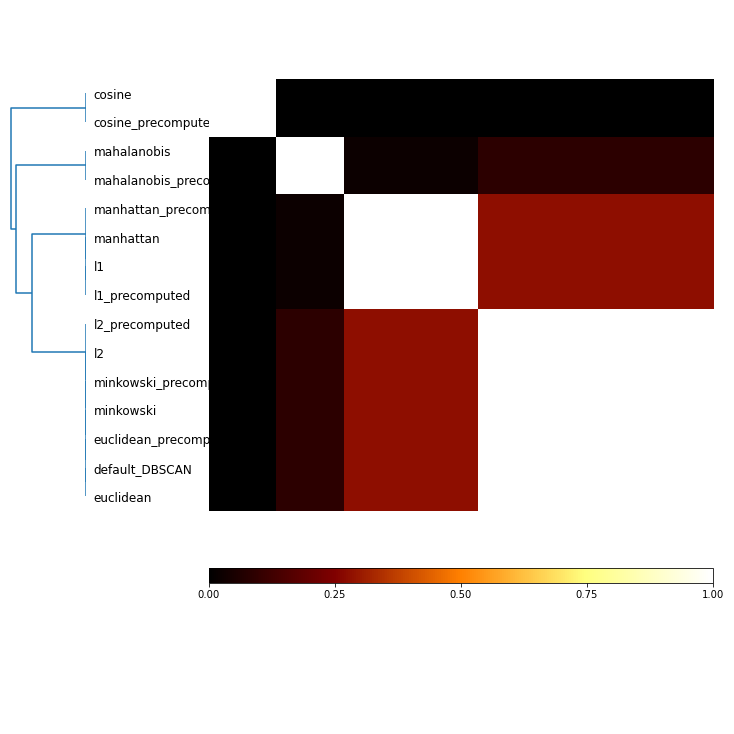 cosine
cosine_precompute
mahalanobis
mahalanobis_preco
manhattan_precom
manhattan
l1
l1_precomputed
l2_precomputed
l2
minkowski_precom
minkowski
euclidean_precomp
default_DBSCAN
euclidean
0.00 0.25 0.50 0.75 1.00